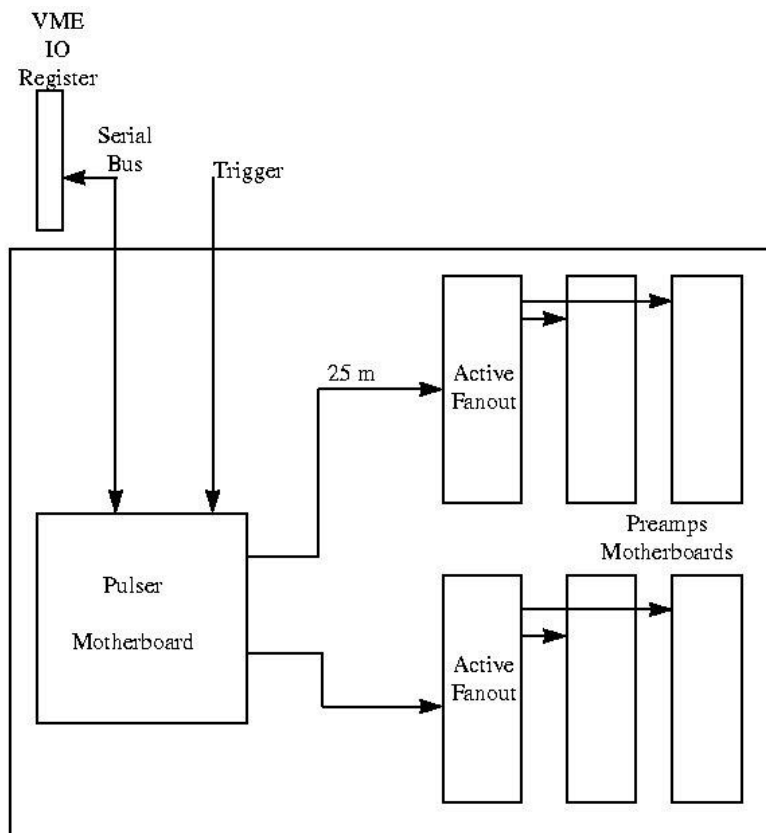 VME
IO
Register
Serial
Bus
Trigger
25 m
Active
Fanout
Preamps
Motherboards
Pulser
Motherboard
Active
Fanout